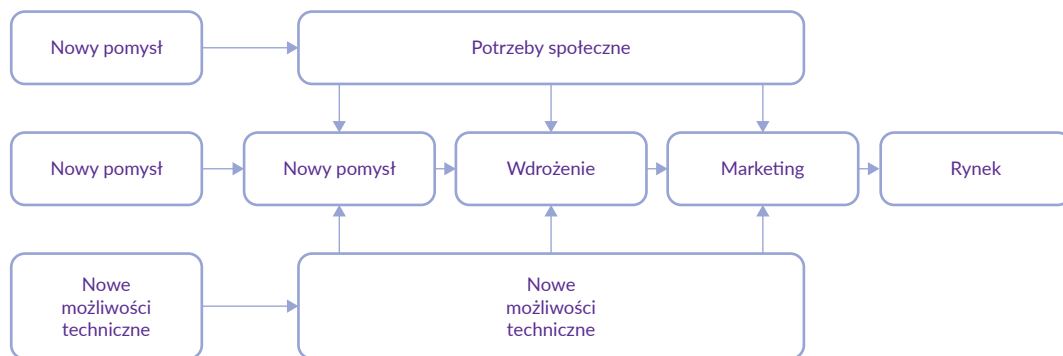 Nowy pomysł
Potrzeby społeczne
Nowy pomysł
Nowy pomysł
Wdrożenie
Marketing
Rynek
Nowe
możliwości
techniczne
Nowe
możliwości
techniczne